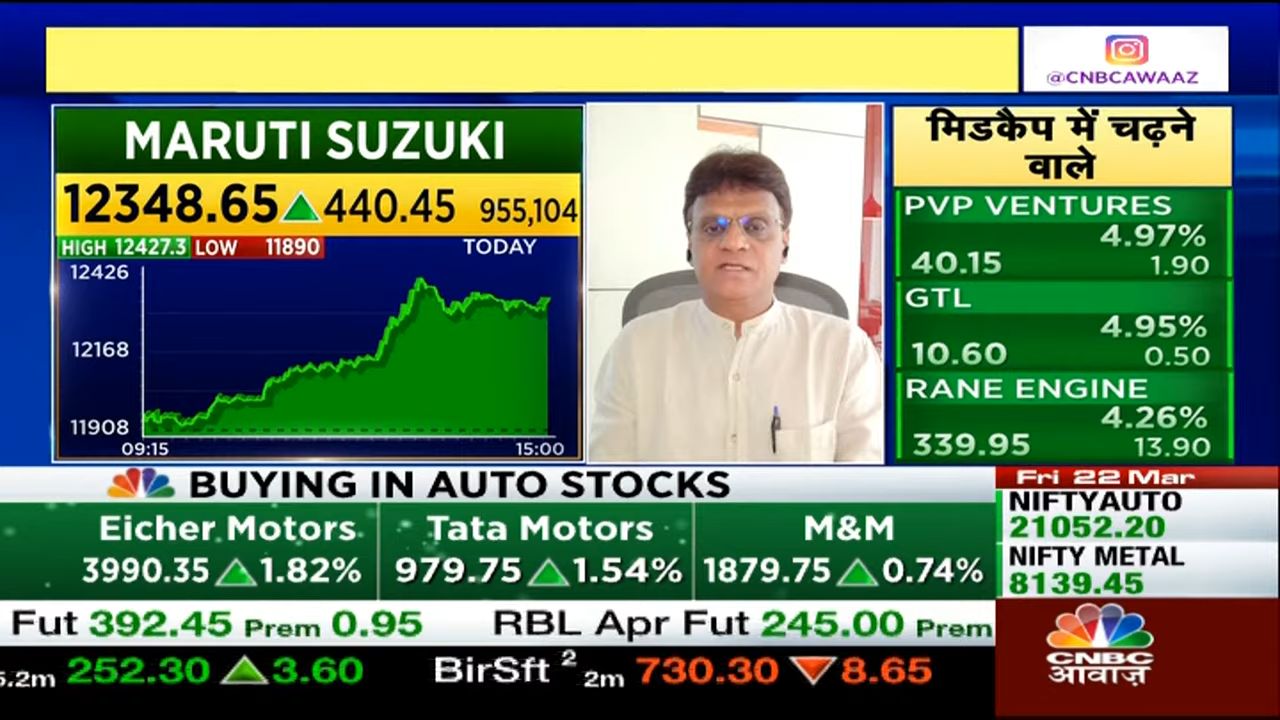 @CNBCAWAAZ
MARUTI SUZUKI
12348.65 440.45 955,104
HIGH 12427.3 LOW 11890 TODAY
12426
12168
11908
09:15 15:00
मिडकैप में चढ़ने
वाले
PVP VENTURES
4.97%
40.15 1.90
GTL
4.95%
10.60 0.50
RANE ENGINE
4.26%
339.95 13.90
BUYING IN AUTO STOCKS
Eicher Motors
3990.35 1.82%
Tata Motors
979.75 1.54%
M&M
1879.75 0.74%
Fri 22 Mar
NIFTYAUTO
21052.20
NIFTY METAL
8139.45
Fut 392.45 Prem 0.95 RBL Apr Fut 245.00 Prem
5.2m 252.30 3.60 BirSft 2 2m 730.30 8.65
CNBC
आवाज़